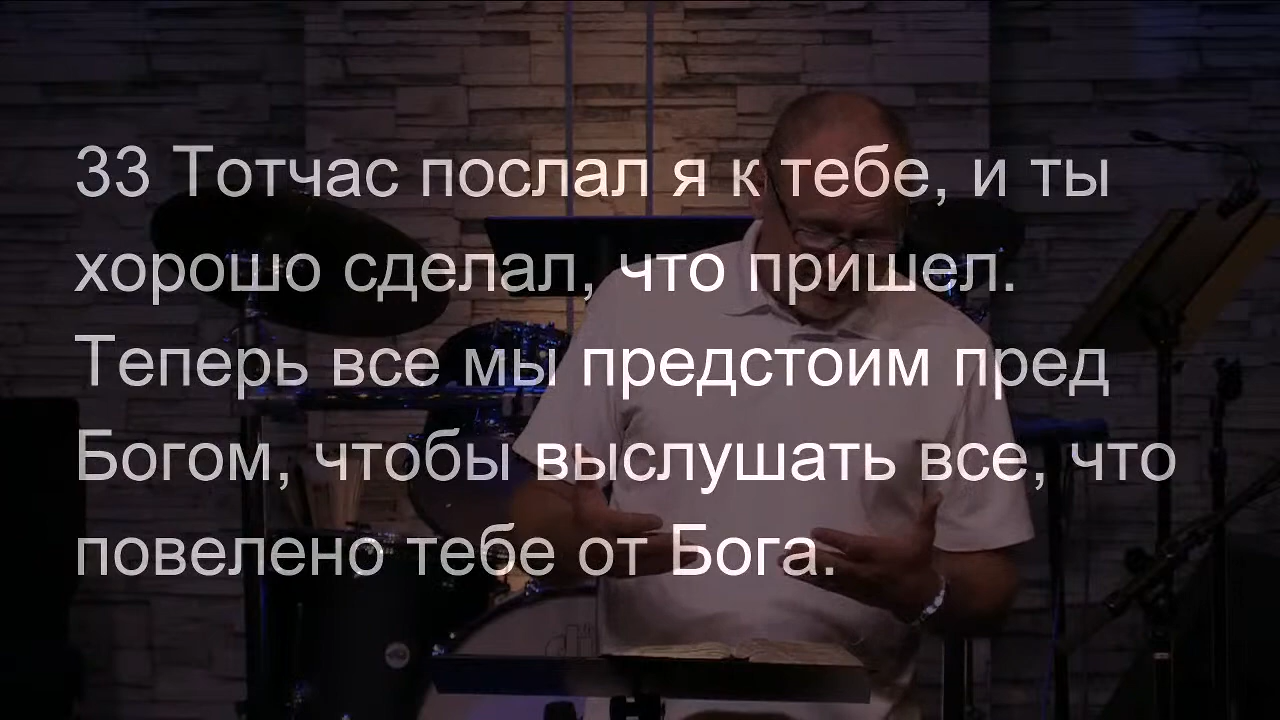 33 Тотчас послал я к тебе, и ты
хорошо сделал, что пришел.
Теперь все мы предстоим пред
Богом, чтобы выслушать все, что
повелено тебе от Бога.